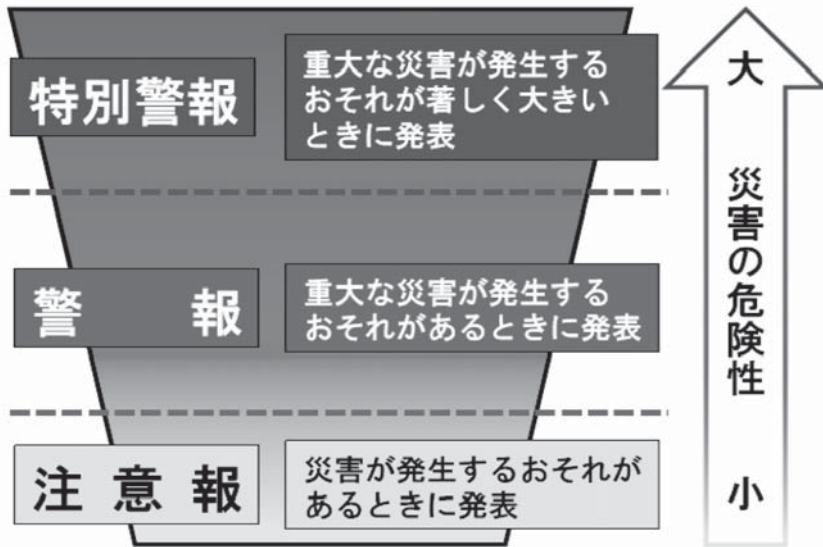 特別警報
重大な災害が発生する
おそれが著しく大きい
ときに発表
警報
重大な災害が発生する
おそれがあるときに発表
注意報
災害が発生するおそれが
あるときに発表
大
災害の危険性
小